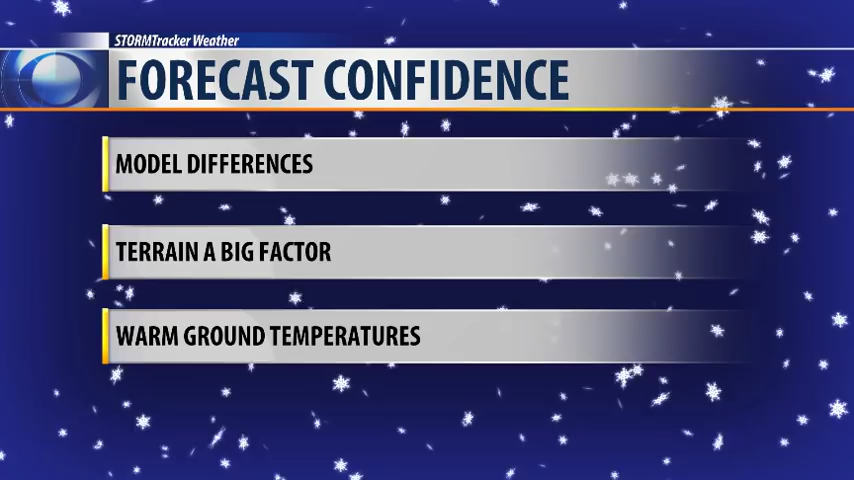 STORMTracker Weather
FORECAST CONFIDENCE
MODEL DIFFERENCES
TERRAIN A BIG FACTOR
WARM GROUND TEMPERATURES